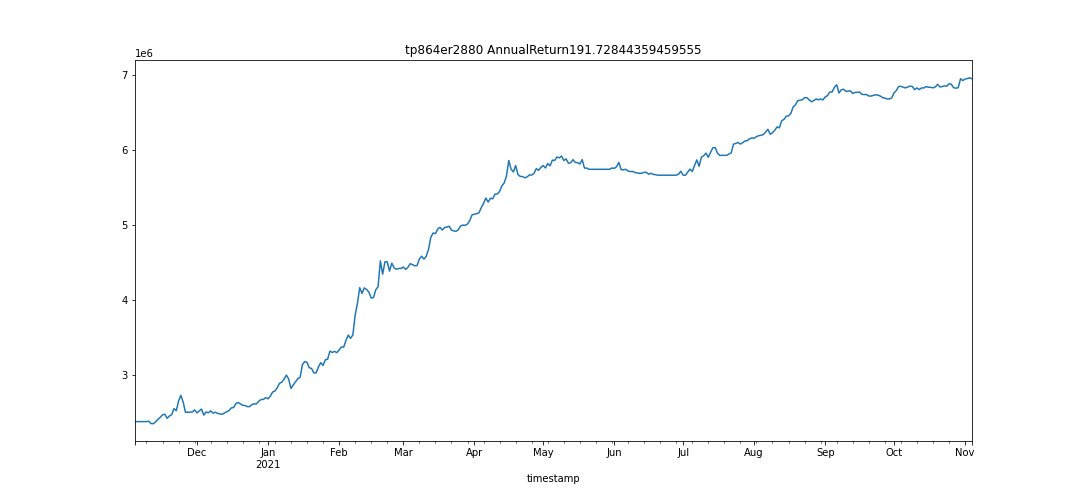 tp864er2880 AnnualReturn191.72844359459555
1e6
7
6
5
4
3
Dec Jan Feb Mar Apr May Jun Jul Aug Sep Oct Nov
2021
timestamp